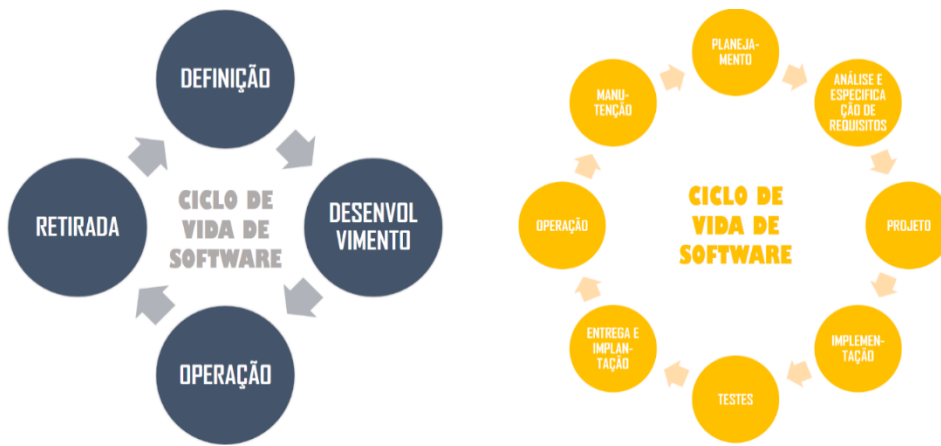 DEFINIÇÃO
DESENVOL
VIMENTO
OPERAÇÃO
RETIRADA
CICLO DE
VIDA DE
SOFTWARE
PLANEJA-
MENTO
ANÁLISE E
ESPECIFICA
ÇÃO DE
REQUISITOS
PROJETO
IMPLEMEN-
TAÇÃO
TESTES
ENTREGA E
IMPLAN-
TAÇÃO
OPERAÇÃO
MANU-
TENÇÃO
CICLO DE
VIDA DE
SOFTWARE